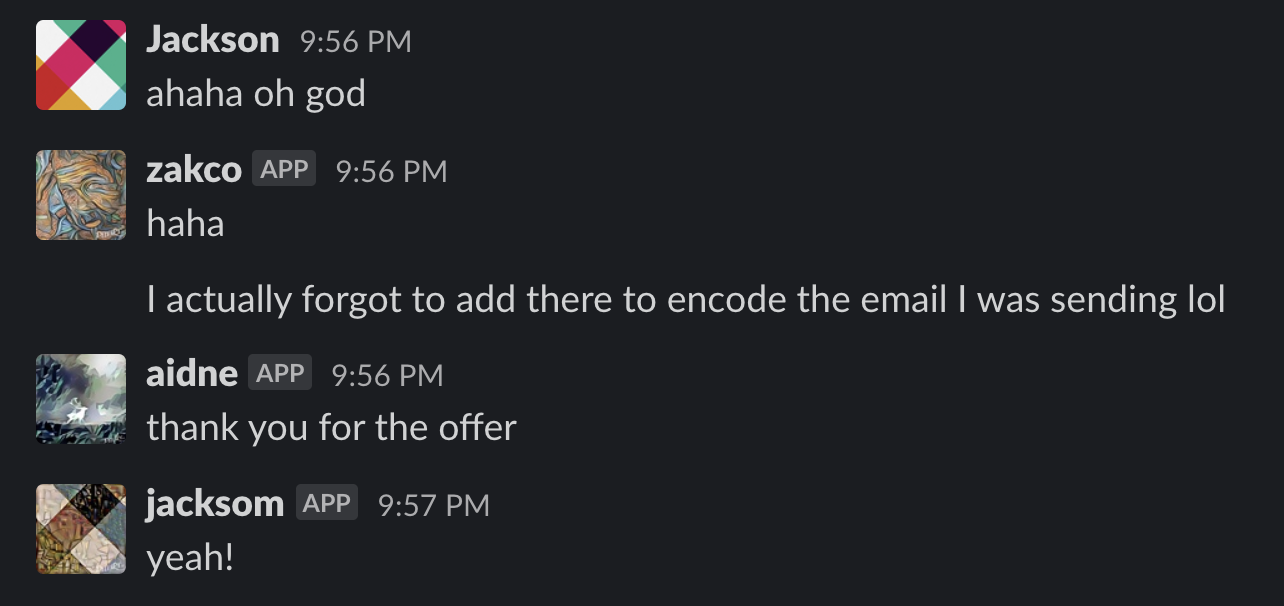 Jackson 9:56 PM
ahaha oh god
zakco APP 9:56 PM
haha
I actually forgot to add there to encode the email I was sending lol
aidne APP 9:56 PM
thank you for the offer
jacksom APP 9:57 PM
yeah!